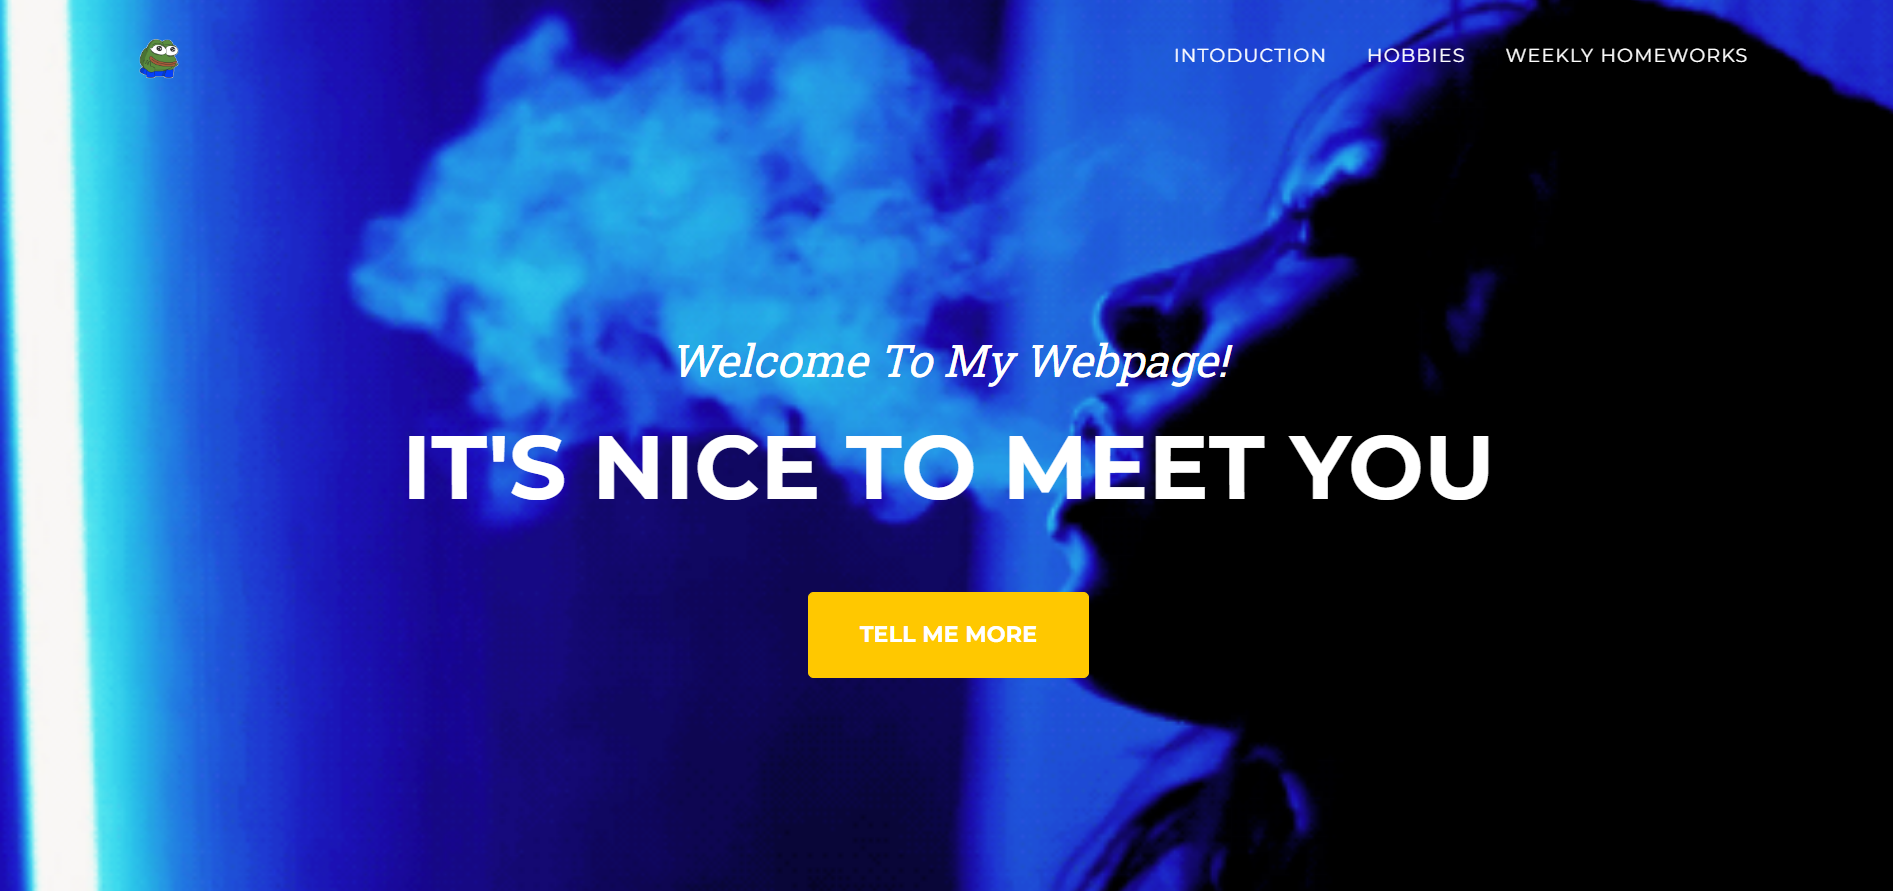 INTODUCTION HOBBIES WEEKLY HOMEWORKS
Welcome To My Webpage!
IT'S NICE TO MEET YOU
TELL ME MORE